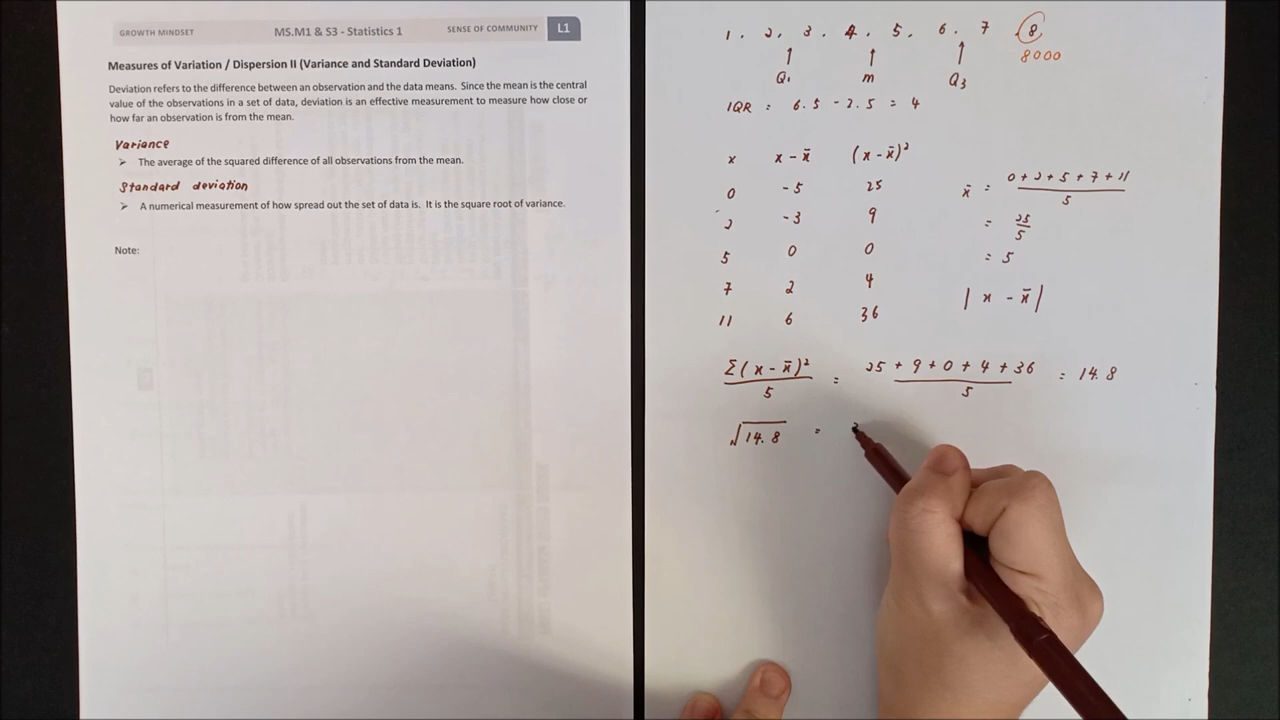 GROWTH MINDSET MS.M1 & S3 - Statistics 1 SENSE OF COMMUNITY L1
Measures of Variation / Dispersion II (Variance and Standard Deviation)
Deviation refers to the difference between an observation and the data means. Since the mean is the central
value of the observations in a set of data, deviation is an effective measurement to measure how close or
how far an observation is from the mean.
Variance
➢ The average of the squared difference of all observations from the mean.
Standard deviation
➢ A numerical measurement of how spread out the set of data is. It is the square root of variance.
Note:
1. 2, 3. 4. 5. 6. 7 8
8000
Q₁ m Q₃
IQR = 6.5 - 2.5 = 4
x x - x̄ (x - x̄)²
0 -5 25
2 -3 9
5 0 0
7 2 4
11 6 36
x̄ = (0 + 2 + 5 + 7 + 11)/5
= 25/5
= 5
|x - x̄|
Σ(x - x̄)²/5 = (25 + 9 + 0 + 4 + 36)/5 = 14.8
√14.8 =